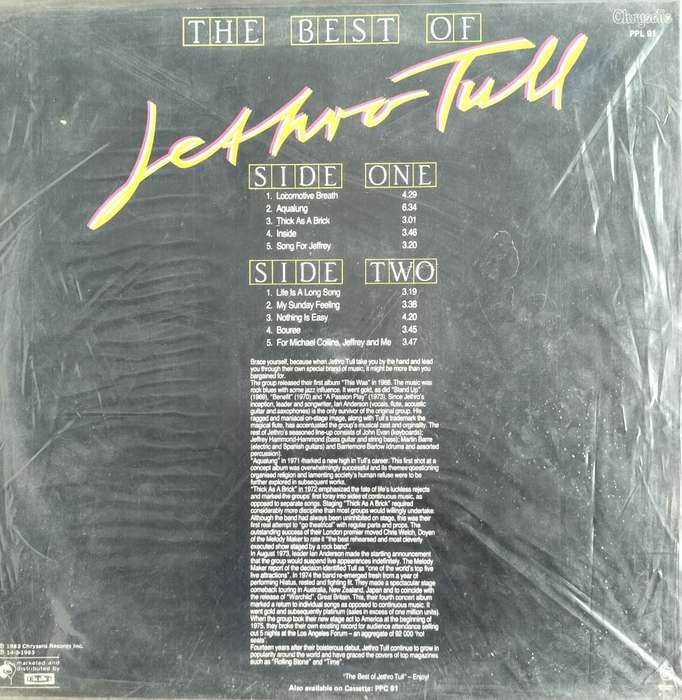 THE BEST OF
Chrysalis
PPL 91
Jethro Tull
SIDE ONE
1. Locomotive Breath 4.29
2. Aqualung 6.34
3. Thick As A Brick 3.01
4. Inside 3.46
5. Song For Jeffrey 3.20
SIDE TWO
1. Life Is A Long Song 3.19
2. My Sunday Feeling 3.38
3. Nothing Is Easy 4.20
4. Bouree 3.45
5. For Michael Collins, Jeffrey and Me 3.47
Brace yourself, because when Jethro Tull take you by the hand and lead
you through their own special brand of music, it might be more than you
bargained for.
The group released their first album "This Was" in 1968. The music was
rock blues with some jazz influence. It went gold, as did "Stand Up"
(1969), "Benefit" (1970) and "A Passion Play" (1973). Since Jethro's
inception, leader and songwriter, Ian Anderson (vocals, flute, acoustic
guitar and saxophones) is the only survivor of the original group. His
ragged and maniacal on-stage image, along with Tull's trademark the
magical flute, has accentuated the group's musical zest and originality. The
rest of Jethro's seasoned line-up consists of John Evan (keyboards);
Jeffrey Hammond-Hammond (bass guitar and string bass); Martin Barre
(electric and Spanish guitars) and Barriemore Barlow (drums and assorted
percussion).
"Aqualung" in 1971 marked a new high in Tull's career. This first shot at a
concept album was overwhelmingly successful and its themes questioning
organised religion and lamenting society's human refuse were to be
further explored in subsequent works.
"Thick As A Brick" in 1972 emphasized the fate of life's luckless rejects
and marked the groups' first foray into sides of continuous music, as
opposed to separate songs. Staging "Thick As A Brick" required
considerably more discipline than most groups would willingly undertake.
Although the band had always been uninhibited on stage, this was their
first real attempt to "go theatrical" with regular parts and props. The
outstanding success of their London premier moved Chris Welch, Doyen
of the Melody Maker to rate it "the best rehearsed and most cleverly
executed show staged by a rock band".
In August 1973, leader Ian Anderson made the startling announcement
that the group would suspend live appearances indefinitely. The Melody
Maker report of the decision identified Tull as "one of the world's top five
live attractions". In 1974 the band re-emerged fresh from a year of
performing Hiatus, rested and fighting fit. They made a spectacular stage
comeback touring in Australia, New Zealand, Japan and to coincide with
the release of "Warchild", Great Britain. This, their fourth concert album
marked a return to individual songs as opposed to continuous music. It
went gold and subsequently platinum (sales in excess of one million units).
When the group took their new stage act to America at the beginning of
1975, they broke their own existing record for audience attendance selling
out 5 nights at the Los Angeles Forum – an aggregate of 92 000 'hot
seats'.
Fourteen years after their boisterous debut, Jethro Tull continue to grow in
popularity around the world and have graced the covers of top magazines
such as "Rolling Stone" and "Time"
"The Best of Jethro Tull" – Enjoy!
Also available on Cassette: PPC 91
© 1983 Chrysalis Records Inc.
℗ 14-3-1983
marketed and
distributed by
EMI